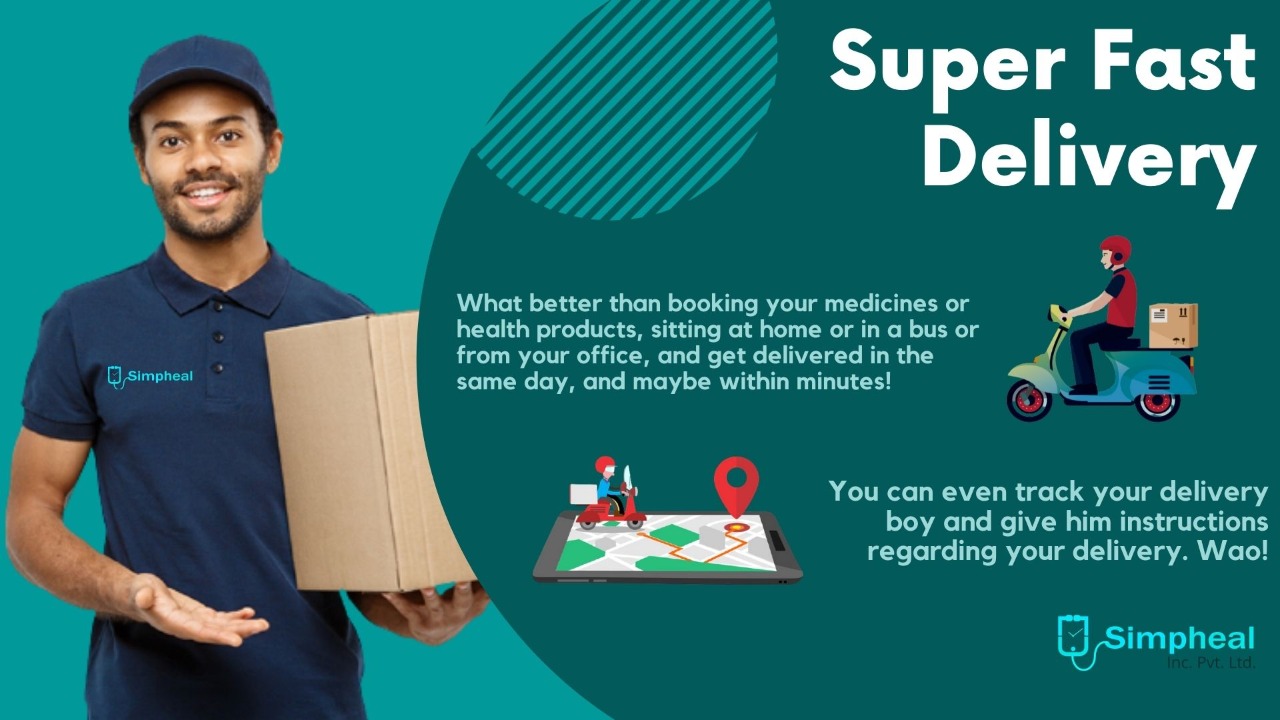 Super Fast
Delivery
What better than booking your medicines or
health products, sitting at home or in a bus or
from your office, and get delivered in the
same day, and maybe within minutes!
Simpheal
You can even track your delivery
boy and give him instructions
regarding your delivery. Wao!
Simpheal
Inc. Pvt. Ltd.